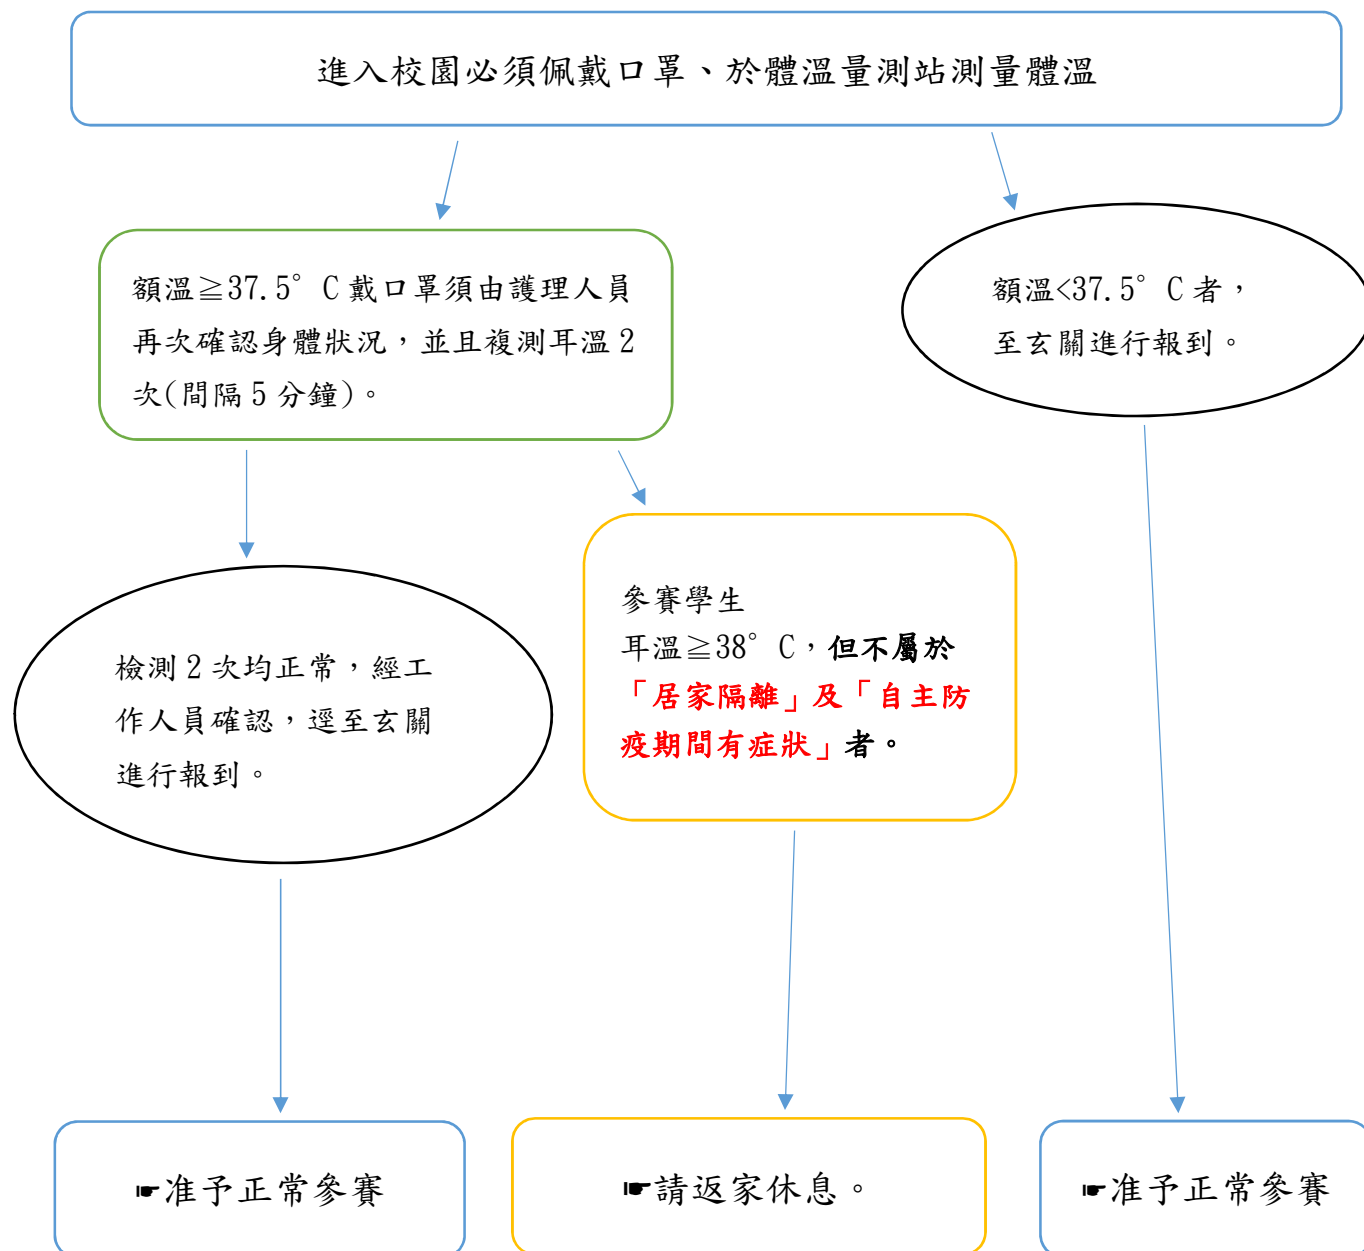 進入校園必須佩戴口罩、於體溫量測站測量體溫
額溫≧37.5°C戴口罩須由護理人員
再次確認身體狀況，並且複測耳溫2
次(間隔5分鐘)。
額溫<37.5°C者，
至玄關進行報到。
檢測2次均正常，經工
作人員確認，逕至玄關
進行報到。
參賽學生
耳溫≧38°C，但不屬於
「居家隔離」及「自主防
疫期間有症狀」者。
☛准予正常參賽
☛請返家休息。
☛准予正常參賽